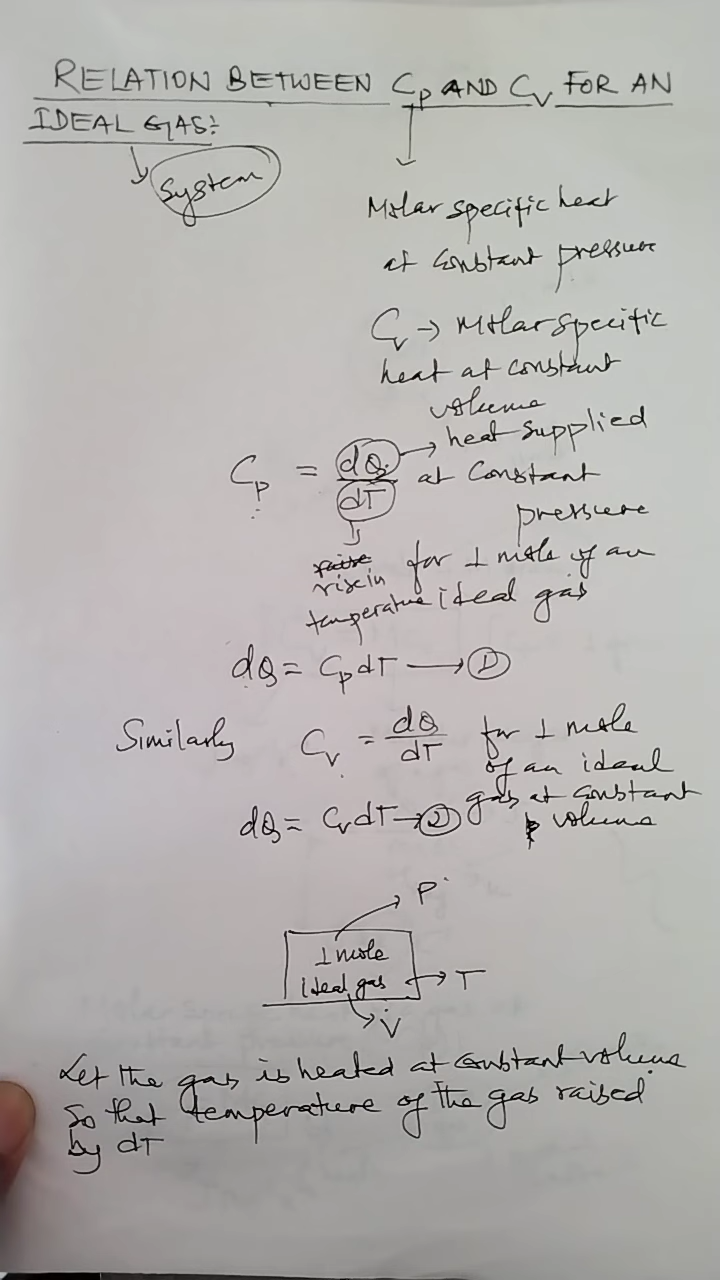 RELATION BETWEEN Cp AND Cv FOR AN
IDEAL GAS:
System
Molar specific heat
at constant pressure
Cv → Molar specific
heat at constant
volume
heat supplied
Cp = dQ/dT at constant
pressure
rise in for 1 mole of an
temperature ideal gas
dQ = CpdT → ①
Similarly Cv = dQ/dT for 1 mole
of an ideal
gas at constant
dQ = CvdT → ② volume
P
1 mole
ideal gas → T
V
Let the gas is heated at constant volume
So that temperature of the gas raised
by dT